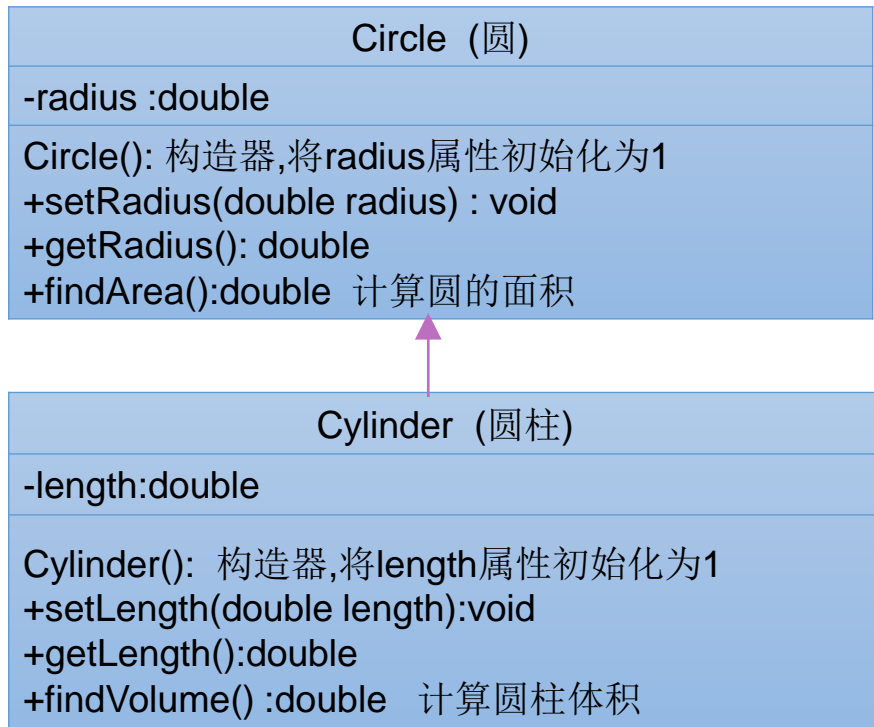 Circle (圆)
-radius :double
Circle(): 构造器,将radius属性初始化为1
+setRadius(double radius) : void
+getRadius(): double
+findArea():double 计算圆的面积
Cylinder (圆柱)
-length:double
Cylinder(): 构造器,将length属性初始化为1
+setLength(double length):void
+getLength():double
+findVolume() :double 计算圆柱体积